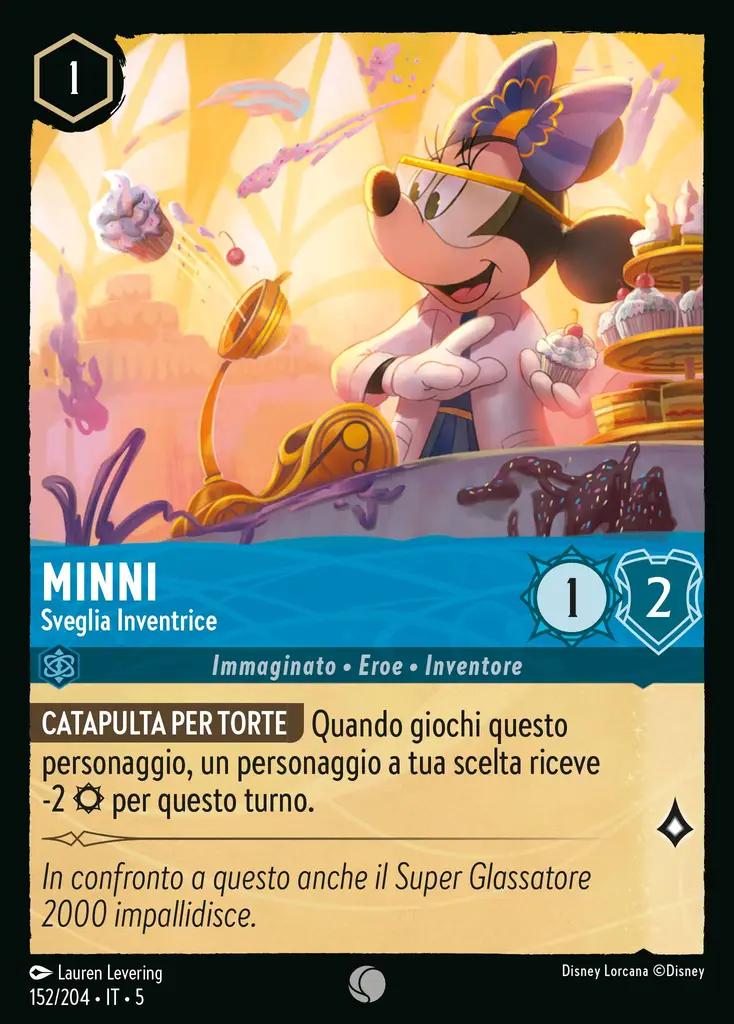 1
MINNI
Sveglia Inventrice
1
2
Immaginato • Eroe • Inventore
CATAPULTA PER TORTE Quando giochi questo
personaggio, un personaggio a tua scelta riceve
-2 per questo turno.
In confronto a questo anche il Super Glassatore
2000 impallidisce.
Lauren Levering
Disney Lorcana ©Disney
152/204 • IT • 5